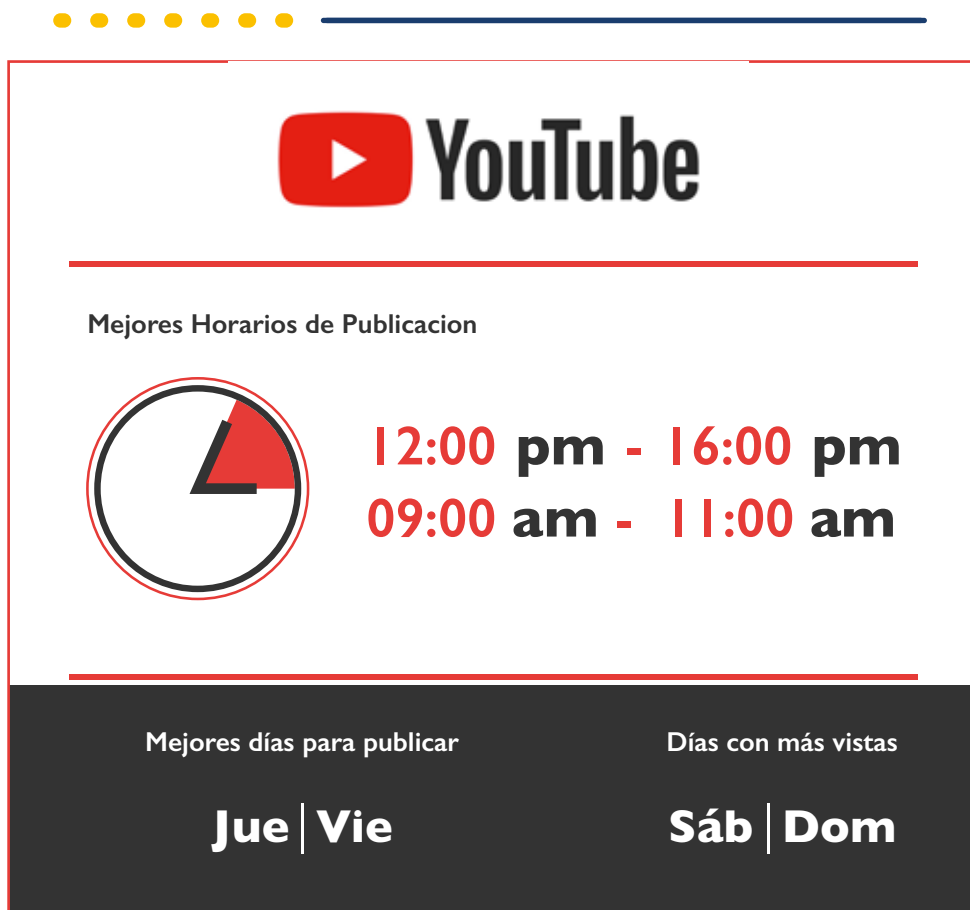 YouTube
Mejores Horarios de Publicacion
12:00 pm - 16:00 pm
09:00 am - 11:00 am
Mejores días para publicar
Días con más vistas
Jue | Vie
Sáb | Dom